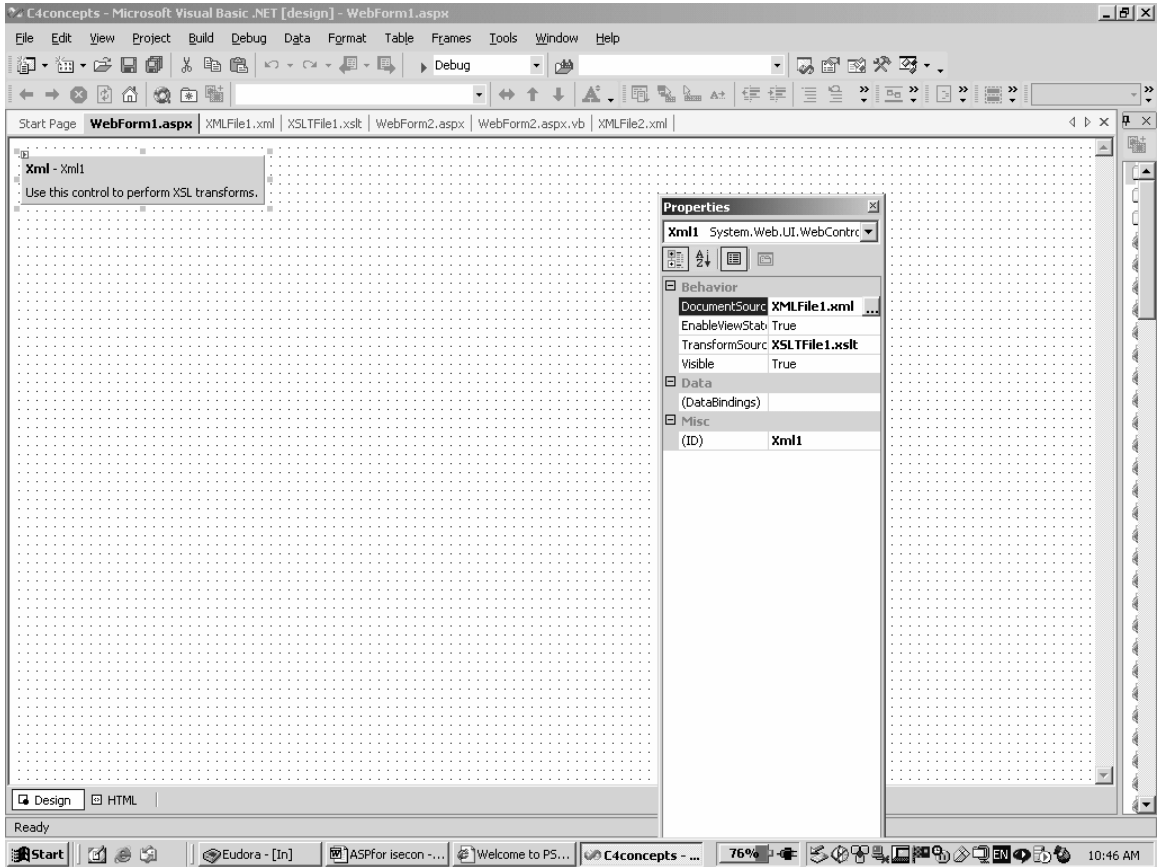 C4concepts - Microsoft Visual Basic .NET [design] - WebForm1.aspx
File Edit View Project Build Debug Data Format Table Frames Tools Window Help
Debug
Start Page WebForm1.aspx XMLFile1.xml XSLTFile1.xslt WebForm2.aspx WebForm2.aspx.vb XMLFile2.xml
Xml - Xml1
Use this control to perform XSL transforms.
Properties
Xml1 System.Web.UI.WebContrc
Behavior
DocumentSourc XMLFile1.xml ...
EnableViewStat True
TransformSourc XSLTFile1.xslt
Visible True
Data
(DataBindings)
Misc
(ID) Xml1
Design HTML
Ready
Start Eudora - [In] ASPfor isecon -... Welcome to PS... C4concepts - ... 76% EN 10:46 AM